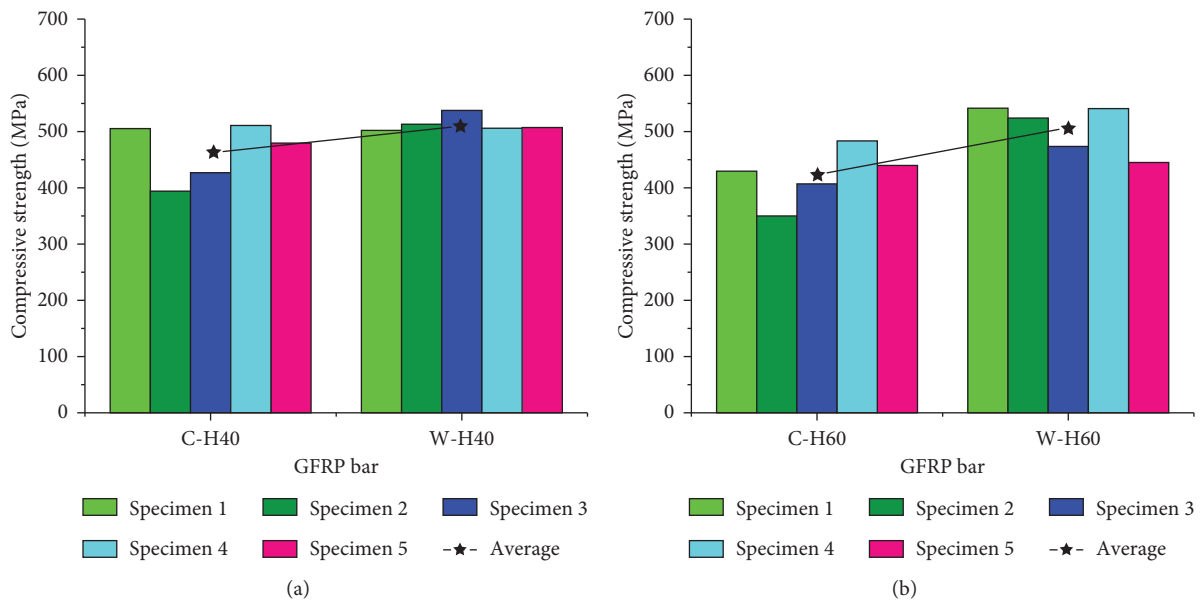 700
600
500
400
300
200
100
0
Compressive strength (MPa)
C-H40 W-H40
GFRP bar
Specimen 1 Specimen 2 Specimen 3
Specimen 4 Specimen 5 Average
(a)
700
600
500
400
300
200
100
0
Compressive strength (MPa)
C-H60 W-H60
GFRP bar
Specimen 1 Specimen 2 Specimen 3
Specimen 4 Specimen 5 Average
(b)